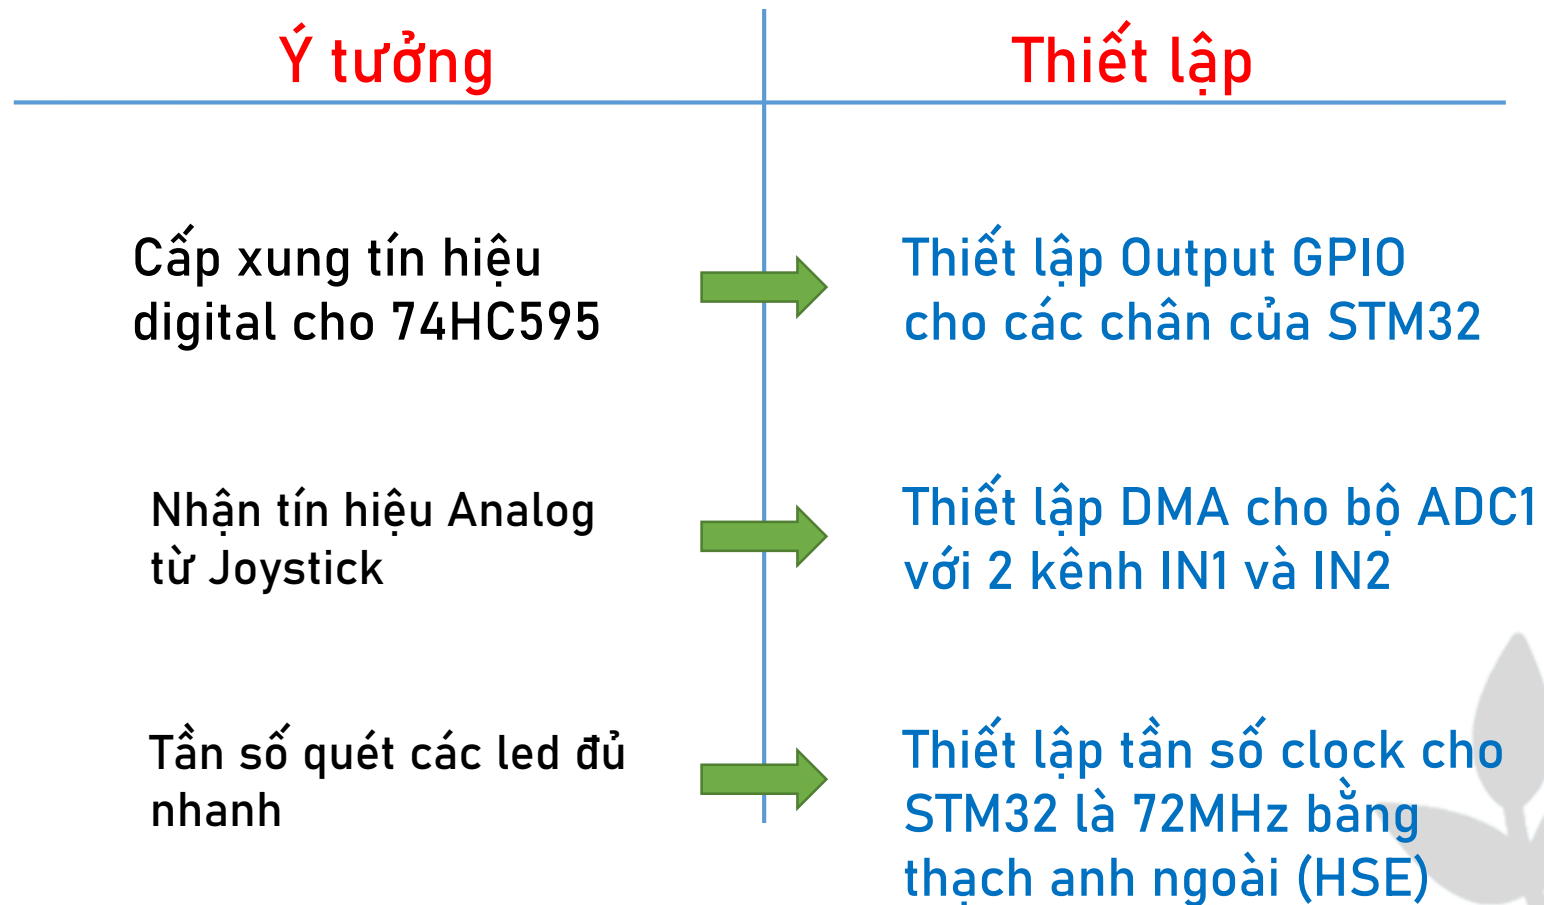 Ý tưởng
Thiết lập
Cấp xung tín hiệu
digital cho 74HC595
Thiết lập Output GPIO
cho các chân của STM32
Nhận tín hiệu Analog
từ Joystick
Thiết lập DMA cho bộ ADC1
với 2 kênh IN1 và IN2
Tần số quét các led đủ
nhanh
Thiết lập tần số clock cho
STM32 là 72MHz bằng
thạch anh ngoài (HSE)